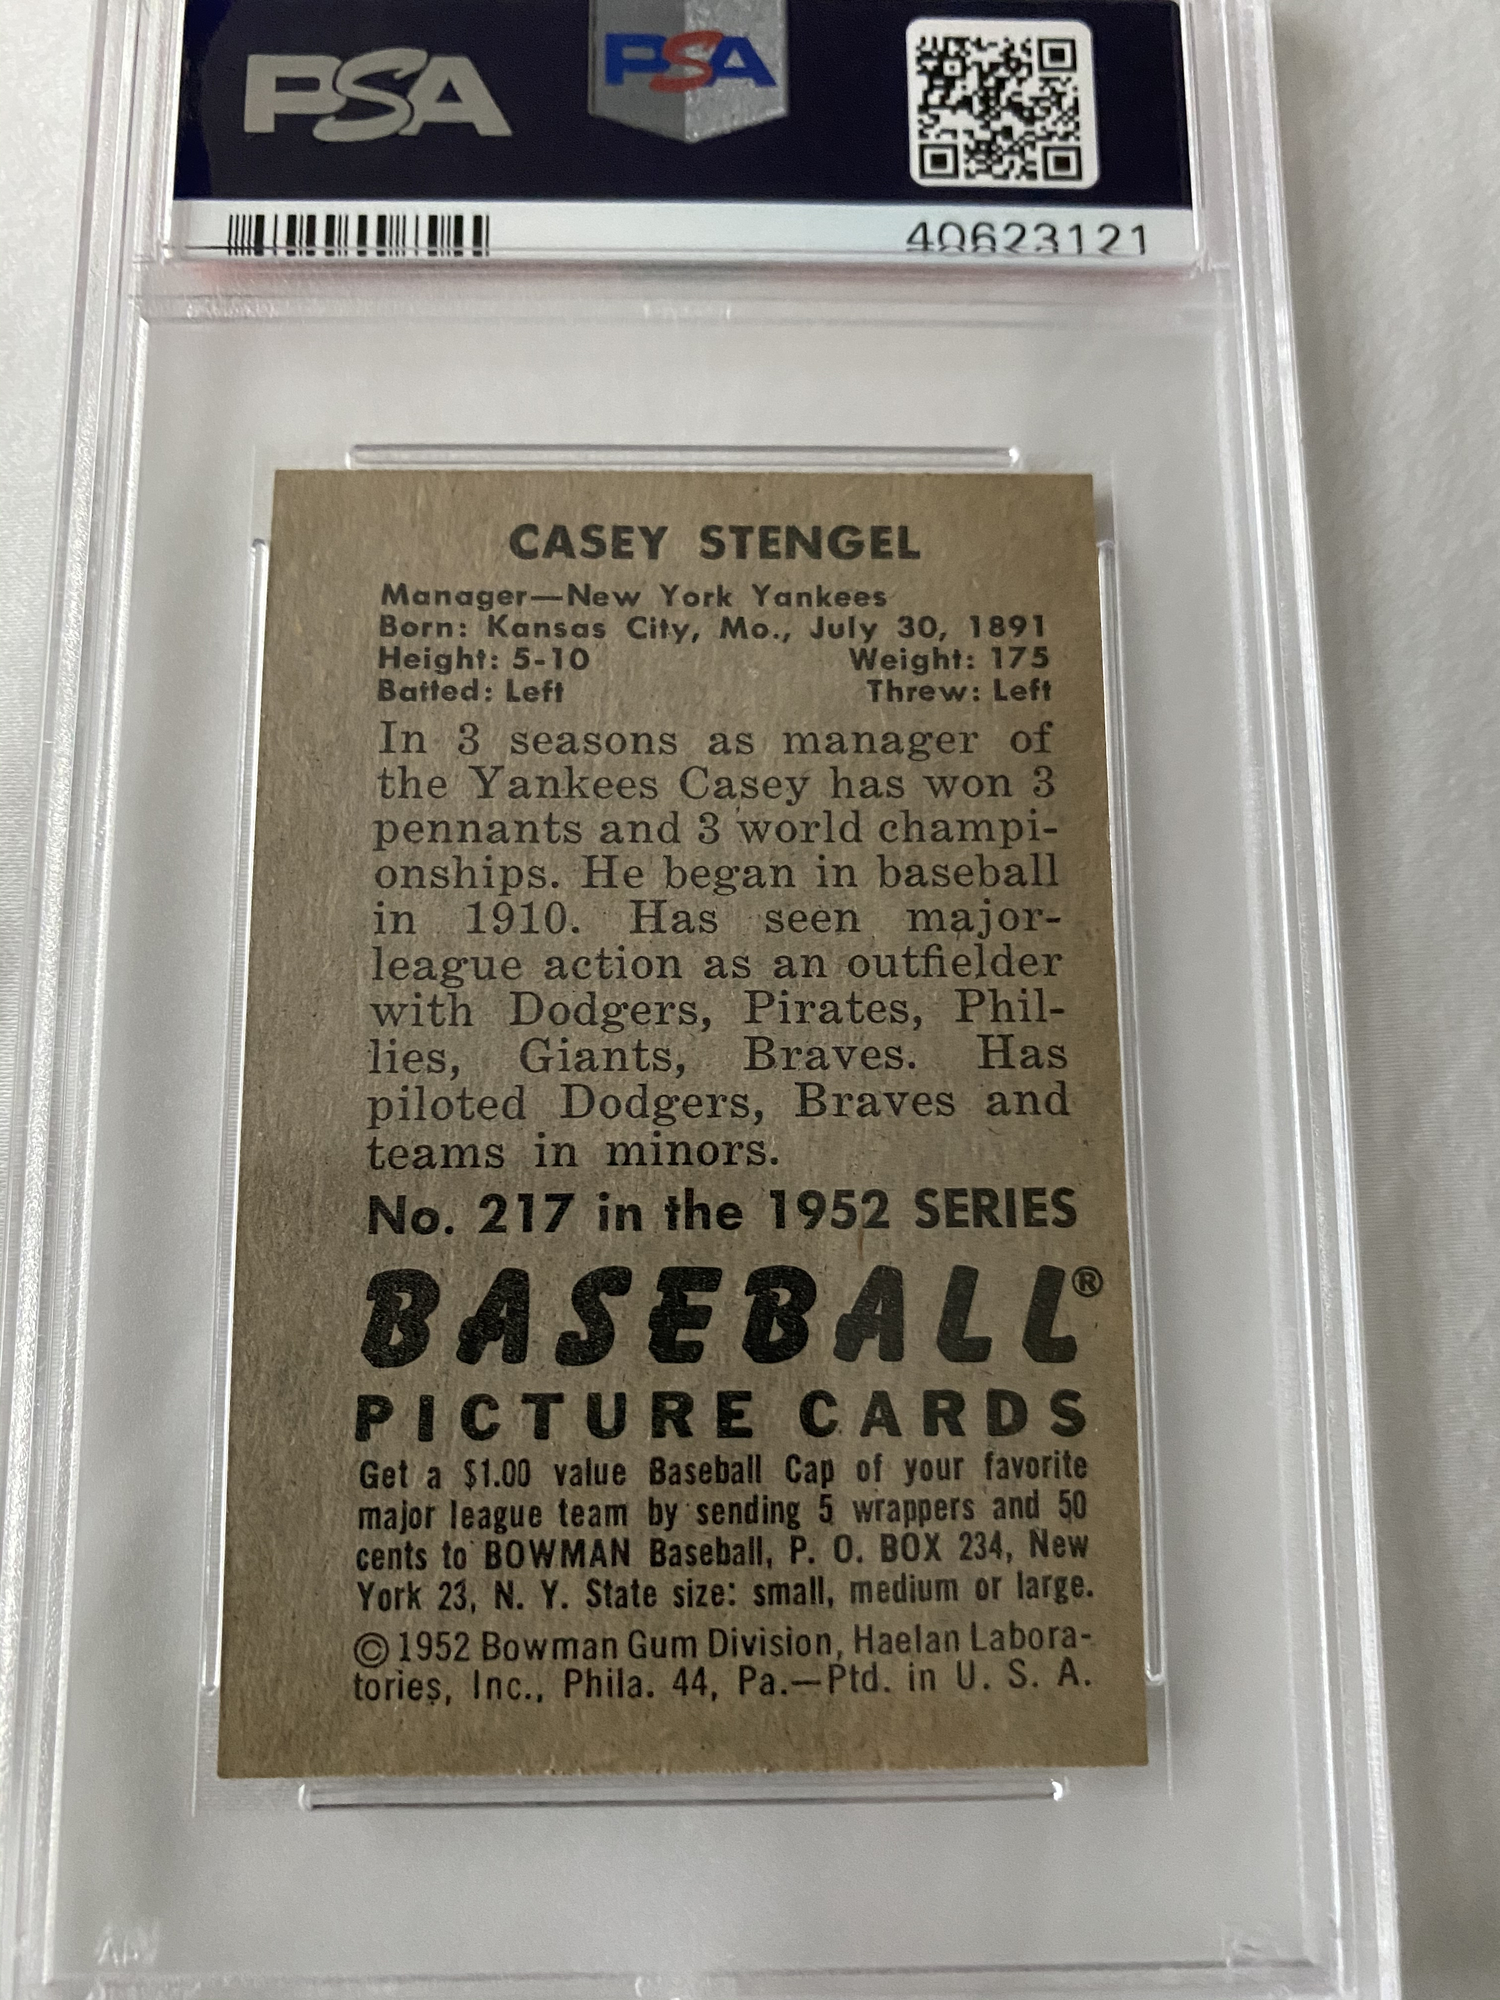 PSA
PSA
40623121
CASEY STENGEL
Manager—New York Yankees
Born: Kansas City, Mo., July 30, 1891
Height: 5-10 Weight: 175
Batted: Left Threw: Left
In 3 seasons as manager of
the Yankees Casey has won 3
pennants and 3 world champi-
onships. He began in baseball
in 1910. Has seen major-
league action as an outfielder
with Dodgers, Pirates, Phil-
lies, Giants, Braves. Has
piloted Dodgers, Braves and
teams in minors.
No. 217 in the 1952 SERIES
BASEBALL®
PICTURE CARDS
Get a $1.00 value Baseball Cap of your favorite
major league team by sending 5 wrappers and 50
cents to BOWMAN Baseball, P. O. BOX 234, New
York 23, N. Y. State size: small, medium or large.
© 1952 Bowman Gum Division, Haelan Labora-
tories, Inc., Phila. 44, Pa.—Ptd. in U. S. A.